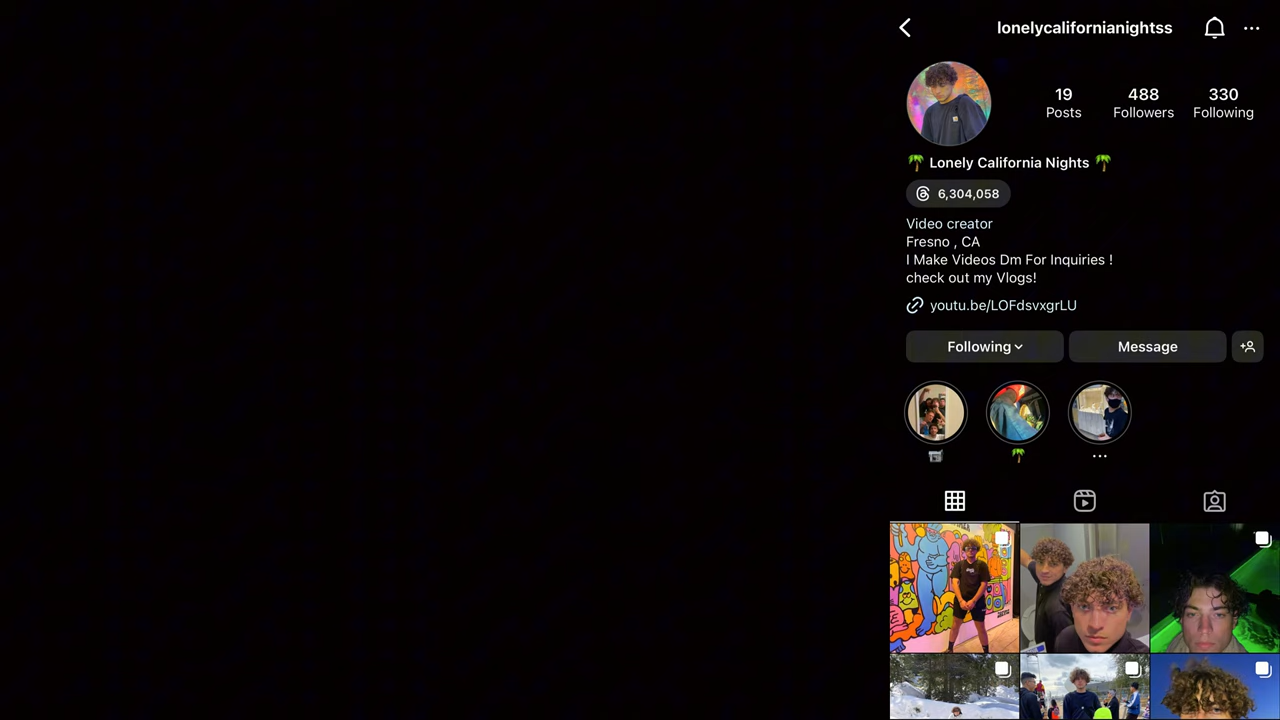 lonelycalifornianightss
19 488 330
Posts Followers Following
🌴 Lonely California Nights 🌴
6,304,058
Video creator
Fresno , CA
I Make Videos Dm For Inquiries !
check out my Vlogs!
youtu.be/LOFdsvxgrLU
Following Message